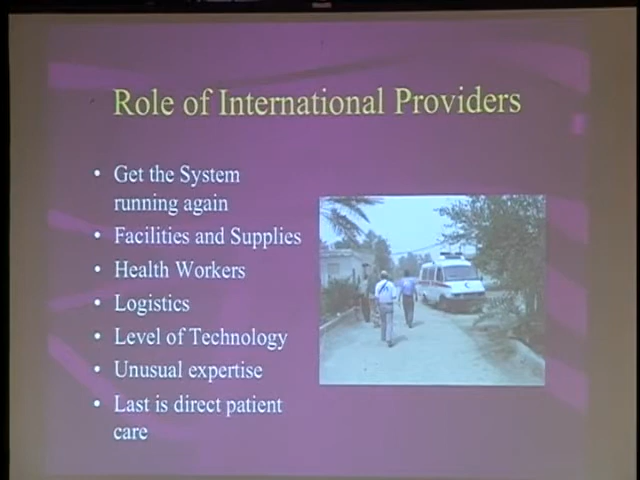 Role of International Providers
• Get the System
running again
• Facilities and Supplies
• Health Workers
• Logistics
• Level of Technology
• Unusual expertise
• Last is direct patient
care